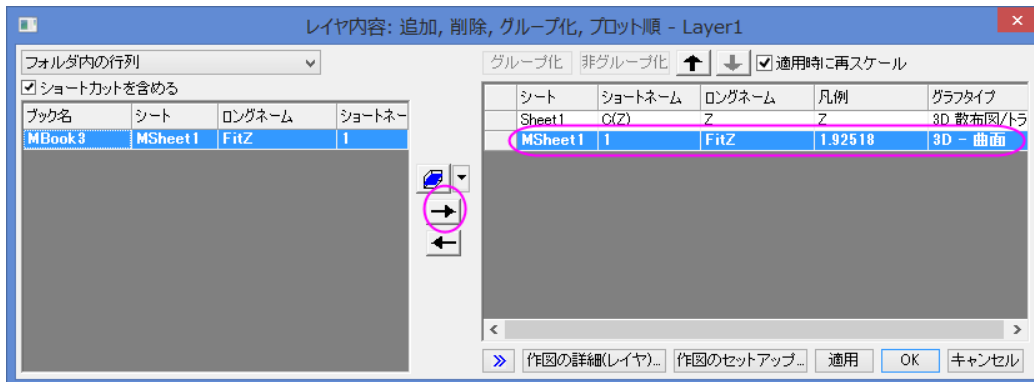 レイヤ内容: 追加, 削除, グループ化, プロット順 - Layer1
フォルダ内の行列
ショートカットを含める
ブック名 シート ロングネーム ショートネー
MBook3 MSheet1 FitZ 1
グループ化 非グループ化 適用時に再スケール
シート ショートネーム ロングネーム 凡例 グラフタイプ
Sheet1 C(Z) Z Z 3D 散布図/トラ
MSheet1 1 FitZ 1.92518 3D - 曲面
作図の詳細(レイヤ)... 作図のセットアップ... 適用 OK キャンセル